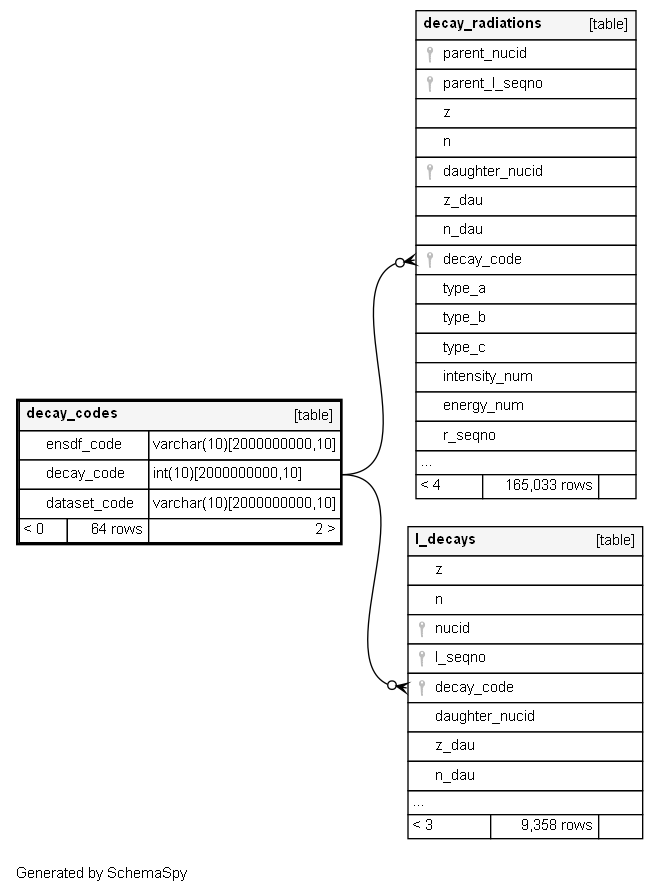 decay_radiations [table]
parent_nucid
parent_l_seqno
z
n
daughter_nucid
z_dau
n_dau
decay_code
type_a
type_b
type_c
intensity_num
energy_num
r_seqno
...
< 4 165,033 rows
decay_codes [table]
ensdf_code varchar(10)[2000000000,10]
decay_code int(10)[2000000000,10]
dataset_code varchar(10)[2000000000,10]
< 0 64 rows 2 >
l_decays [table]
z
n
nucid
l_seqno
decay_code
daughter_nucid
z_dau
n_dau
...
< 3 9,358 rows
Generated by SchemaSpy